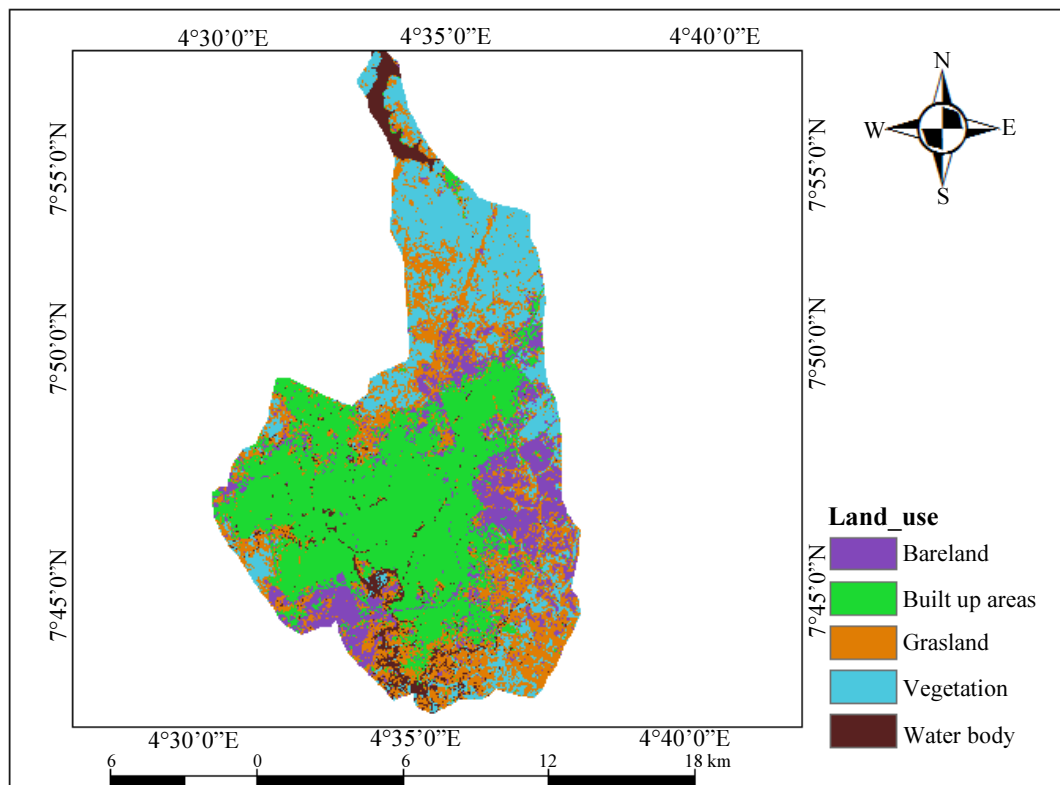 4°30'0”E 4°35'0”E 4°40'0”E
N
W E
S
7°55'0”N 7°55'0”N
7°50'0”N 7°50'0”N
7°45'0”N 7°45'0”N
Land_use
Bareland
Built up areas
Grasland
Vegetation
Water body
4°30'0”E 4°35'0”E 4°40'0”E
6 0 6 12 18 km